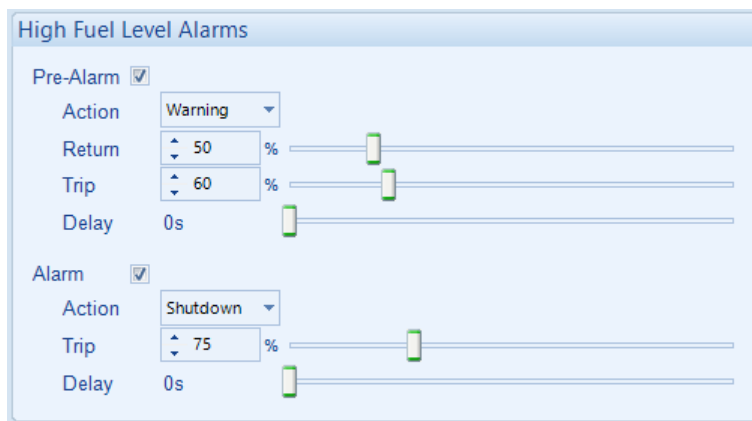 High Fuel Level Alarms
Pre-Alarm
Action Warning
Return 50 %
Trip 60 %
Delay 0s
Alarm
Action Shutdown
Trip 75 %
Delay 0s